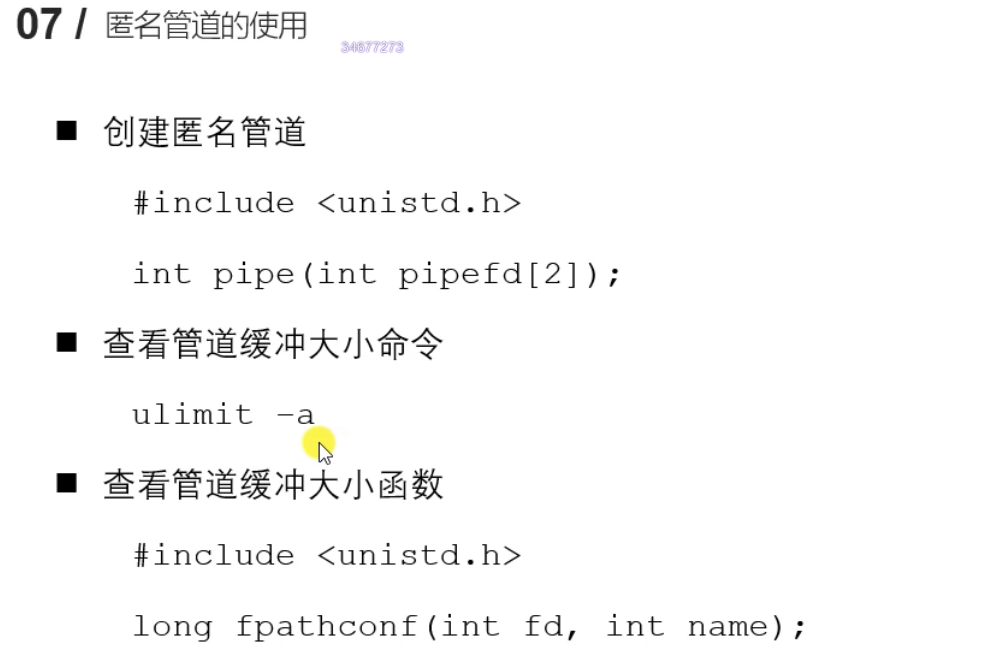 07 / 匿名管道的使用
34677273
■ 创建匿名管道
#include <unistd.h>
int pipe(int pipefd[2]);
■ 查看管道缓冲大小命令
ulimit -a
■ 查看管道缓冲大小函数
#include <unistd.h>
long fpathconf(int fd, int name);